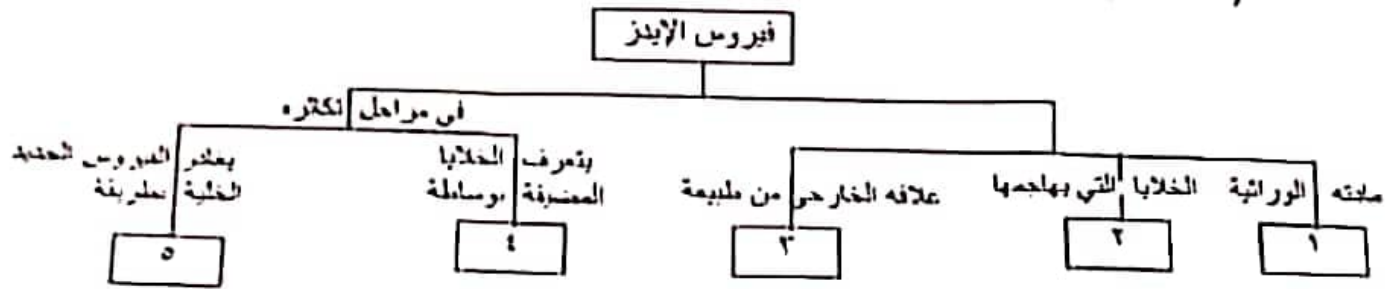 فيروس الإيدز
في مراحل تكثره
مادته الوراثية
الخلايا التي يهاجمها
غلافه الخارجي من طبيعة
يتعرف الخلايا
المضيفة بوساطة
يغادر الفيروس الجديد
الخلية بطريقة
١
٢
٣
٤
٥